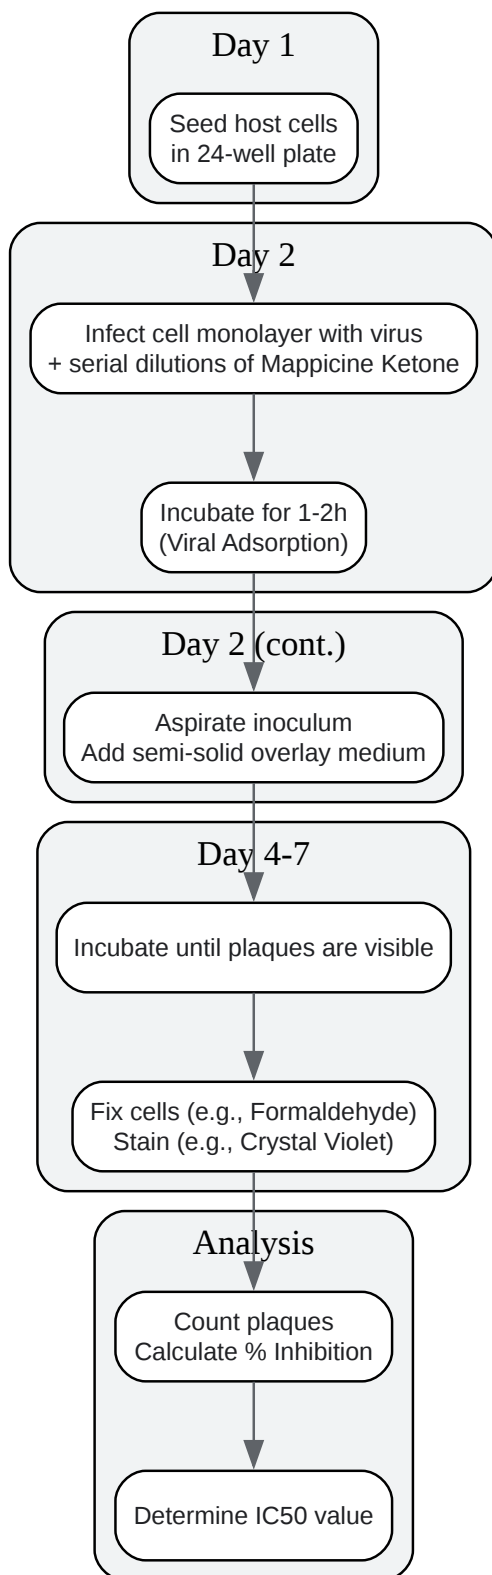 Day 1
Seed host cells
in 24-well plate
Day 2
Infect cell monolayer with virus
+ serial dilutions of Mappicine Ketone
Incubate for 1-2h
(Viral Adsorption)
Day 2 (cont.)
Aspirate inoculum
Add semi-solid overlay medium
Day 4-7
Incubate until plaques are visible
Fix cells (e.g., Formaldehyde)
Stain (e.g., Crystal Violet)
Analysis
Count plaques
Calculate % Inhibition
Determine IC50 value